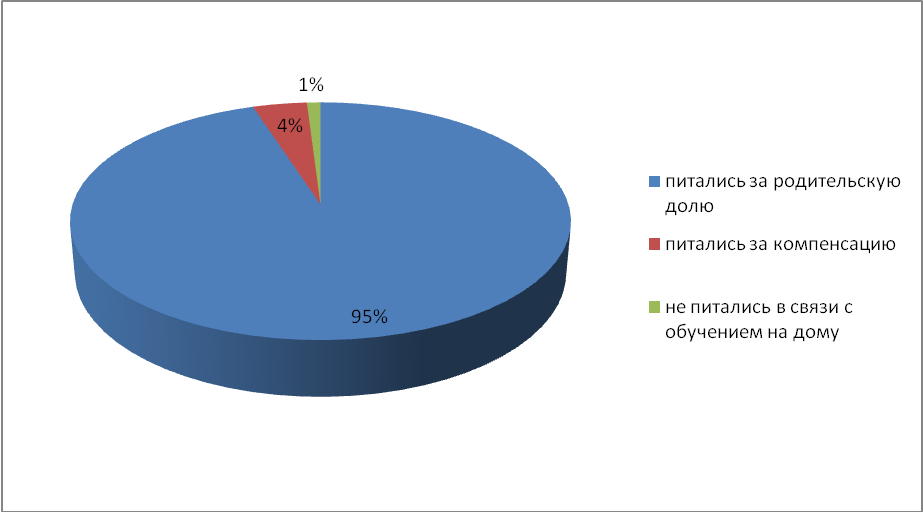 1%
4%
95%
питались за родительскую
долю
питались за компенсацию
не питались в связи с
обучением на дому